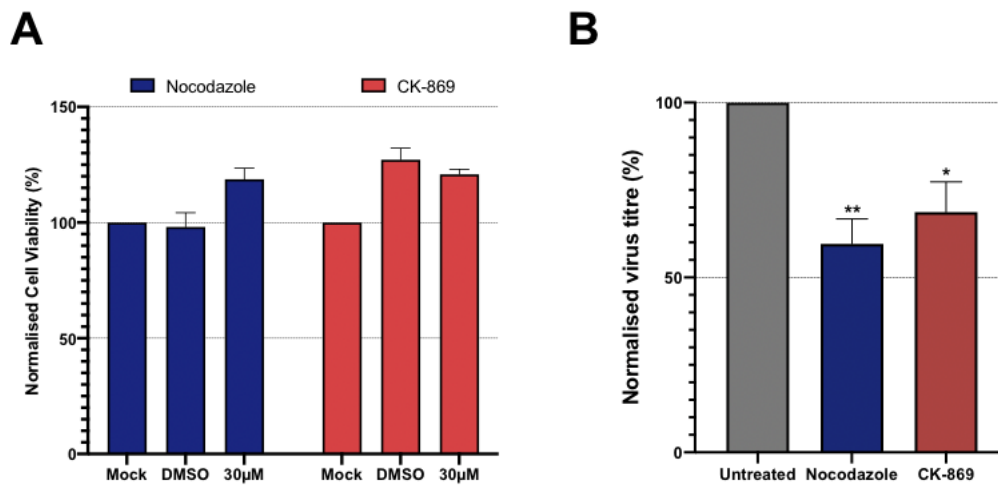 A
B
Nocodazole
CK-869
Normalised Cell Viability (%)
150
100
50
0
Mock
DMSO
30µM
Mock
DMSO
30µM
Normalised virus titre (%)
100
50
0
**
*
Untreated
Nocodazole
CK-869